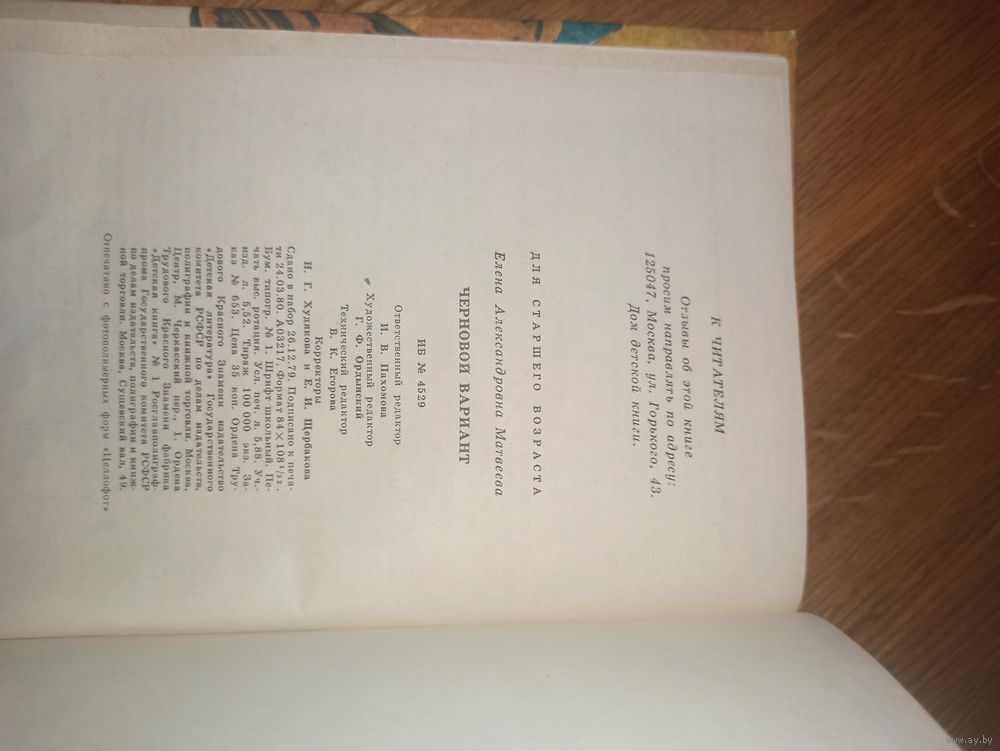 К ЧИТАТЕЛЯМ
Отзывы об этой книге
просим направлять по адресу:
125047, Москва, ул. Горького, 43.
Дом детской книги.
ДЛЯ СТАРШЕГО ВОЗРАСТА
Елена Александровна Матвеева
ЧЕРНОВОЙ ВАРИАНТ
ИБ № 4529
Ответственный редактор
И. В. Пахомова
Художественный редактор
Г. Ф. Ордынский
Технический редактор
В. К. Егорова
Корректоры
Н. Г. Худякова и Е. И. Щербакова
Сдано в набор 26.12.79. Подписано к печа-
ти 24.03.80. А03217. Формат 84×108¹/₃₂.
Бум. типогр. № 1. Шрифт школьный. Пе-
чать выс. ротация. Усл. печ. л. 5,88. Уч.-
изд. л. 5,52. Тираж 100 000 экз. За-
каз № 653. Цена 35 коп. Ордена Тру-
дового Красного Знамени издательство
«Детская литература» Государственного
комитета РСФСР по делам издательств,
полиграфии и книжной торговли. Москва,
Центр, М. Черкасский пер., 1. Ордена
Трудового Красного Знамени фабрика
«Детская книга» № 1 Росглавполиграф-
прома Государственного комитета РСФСР
по делам издательств, полиграфии и книж-
ной торговли. Москва, Сущевский вал, 49.
Отпечатано с фотополимерных форм «Целлофот»
www.ay.by